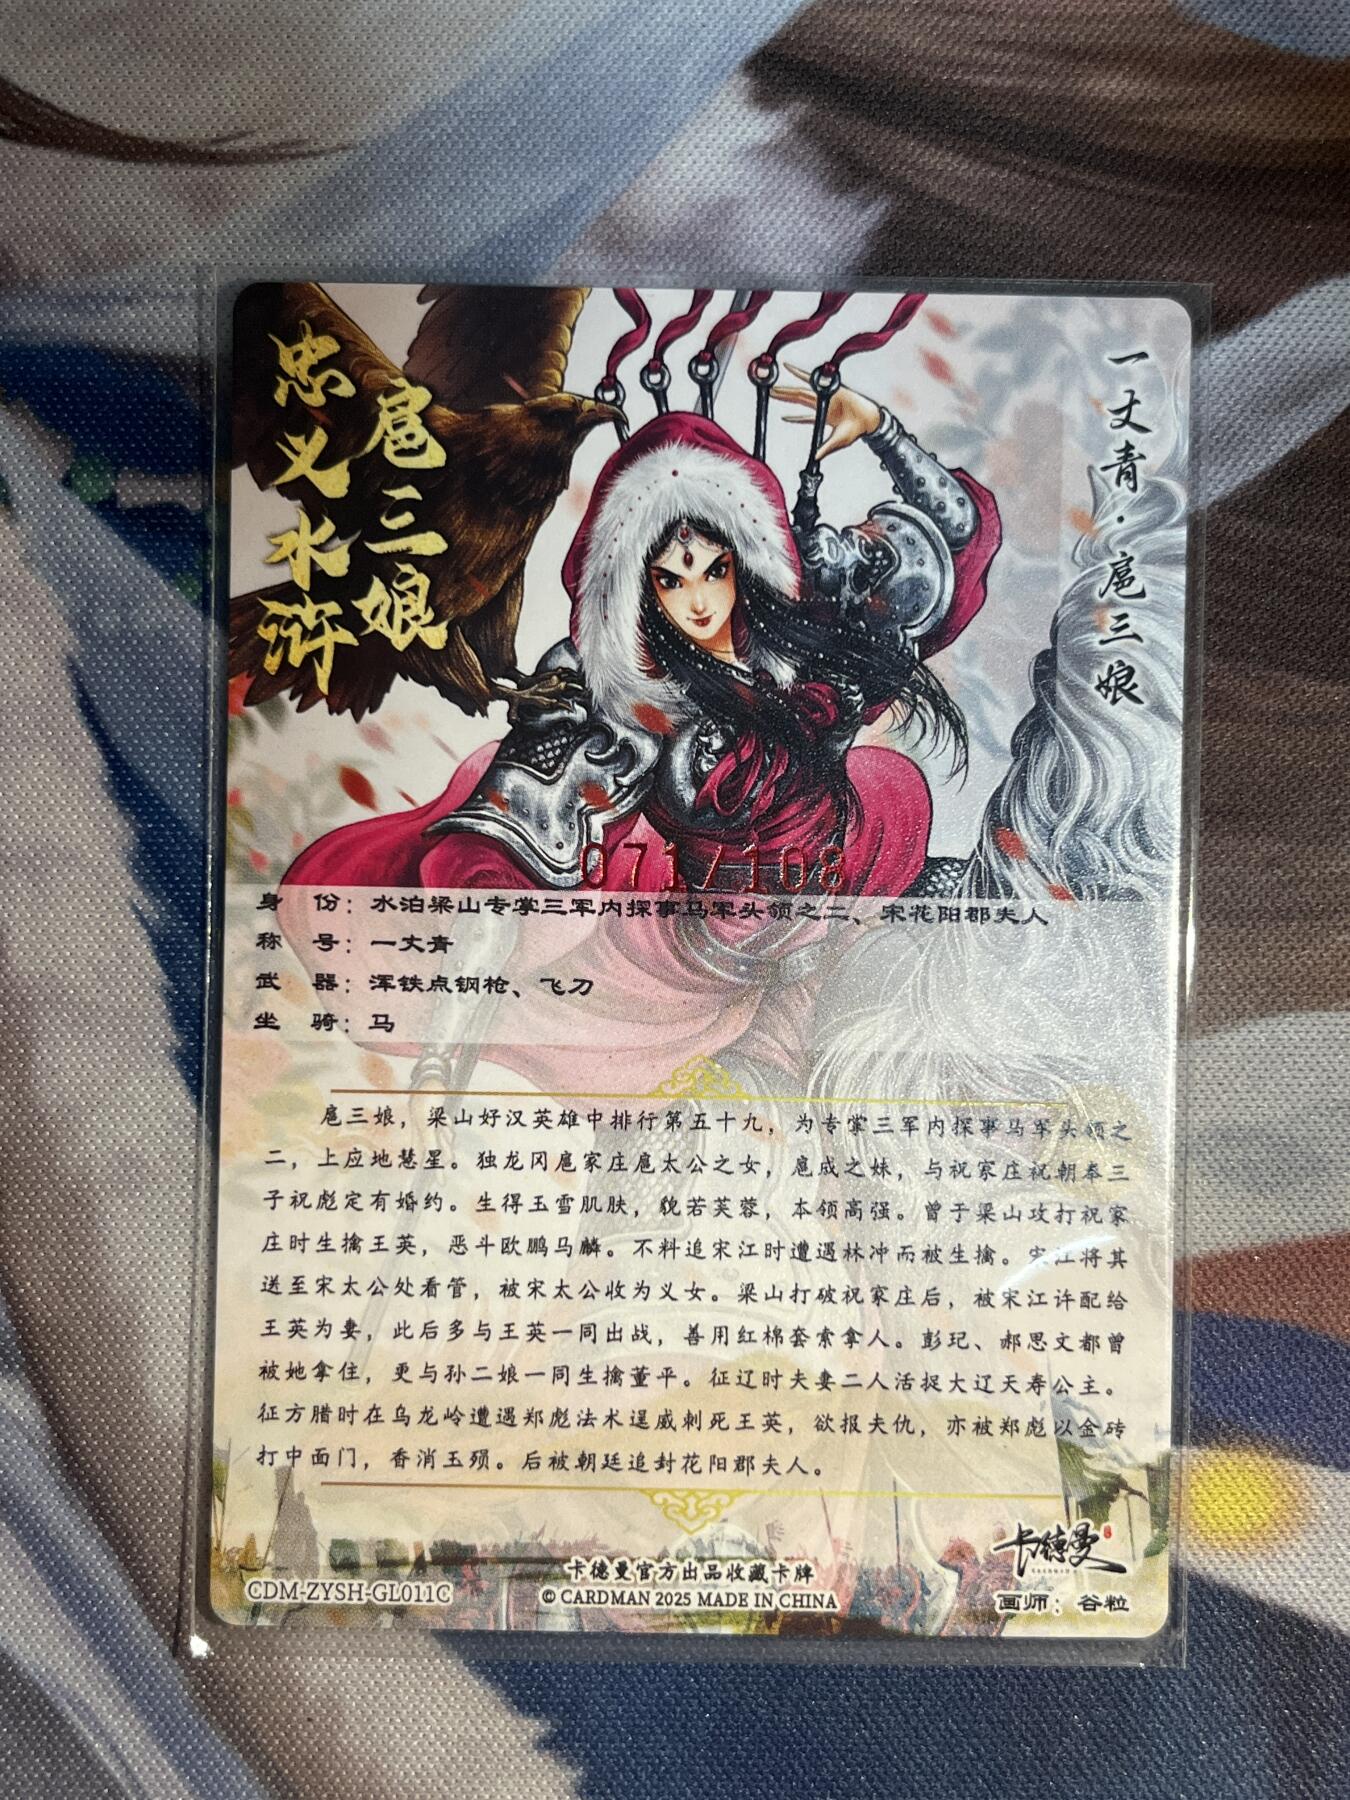 忠义水浒
扈三娘
一丈青·扈三娘
071/108
身 份：水泊梁山专掌三军内探事马军头领之二、宋花阳郡夫人
称 号：一丈青
武 器：浑铁点钢枪、飞刀
坐 骑：马
扈三娘，梁山好汉英雄中排行第五十九，为专掌三军内探事马军头领之
二，上应地慧星。独龙冈扈家庄扈太公之女，扈成之妹，与祝家庄祝朝奉三
子祝彪定有婚约。生得玉雪肌肤，貌若芙蓉，本领高强。曾于梁山攻打祝家
庄时生擒王英，恶斗欧鹏马麟。不料追宋江时遭遇林冲而被生擒。宋江将其
送至宋太公处看管，被宋太公收为义女。梁山打破祝家庄后，被宋江许配给
王英为妻，此后多与王英一同出战，善用红棉套索拿人。彭玘、郝思文都曾
被她拿住，更与孙二娘一同生擒董平。征辽时夫妻二人活捉大辽天寿公主。
征方腊时在乌龙岭遭遇郑彪法术逞威刺死王英，欲报夫仇，亦被郑彪以金砖
打中面门，香消玉殒。后被朝廷追封花阳郡夫人。
卡德曼
CDM-ZYSH-GL011C
卡德曼官方出品收藏卡牌
© CARDMAN 2025 MADE IN CHINA
画师：谷粒